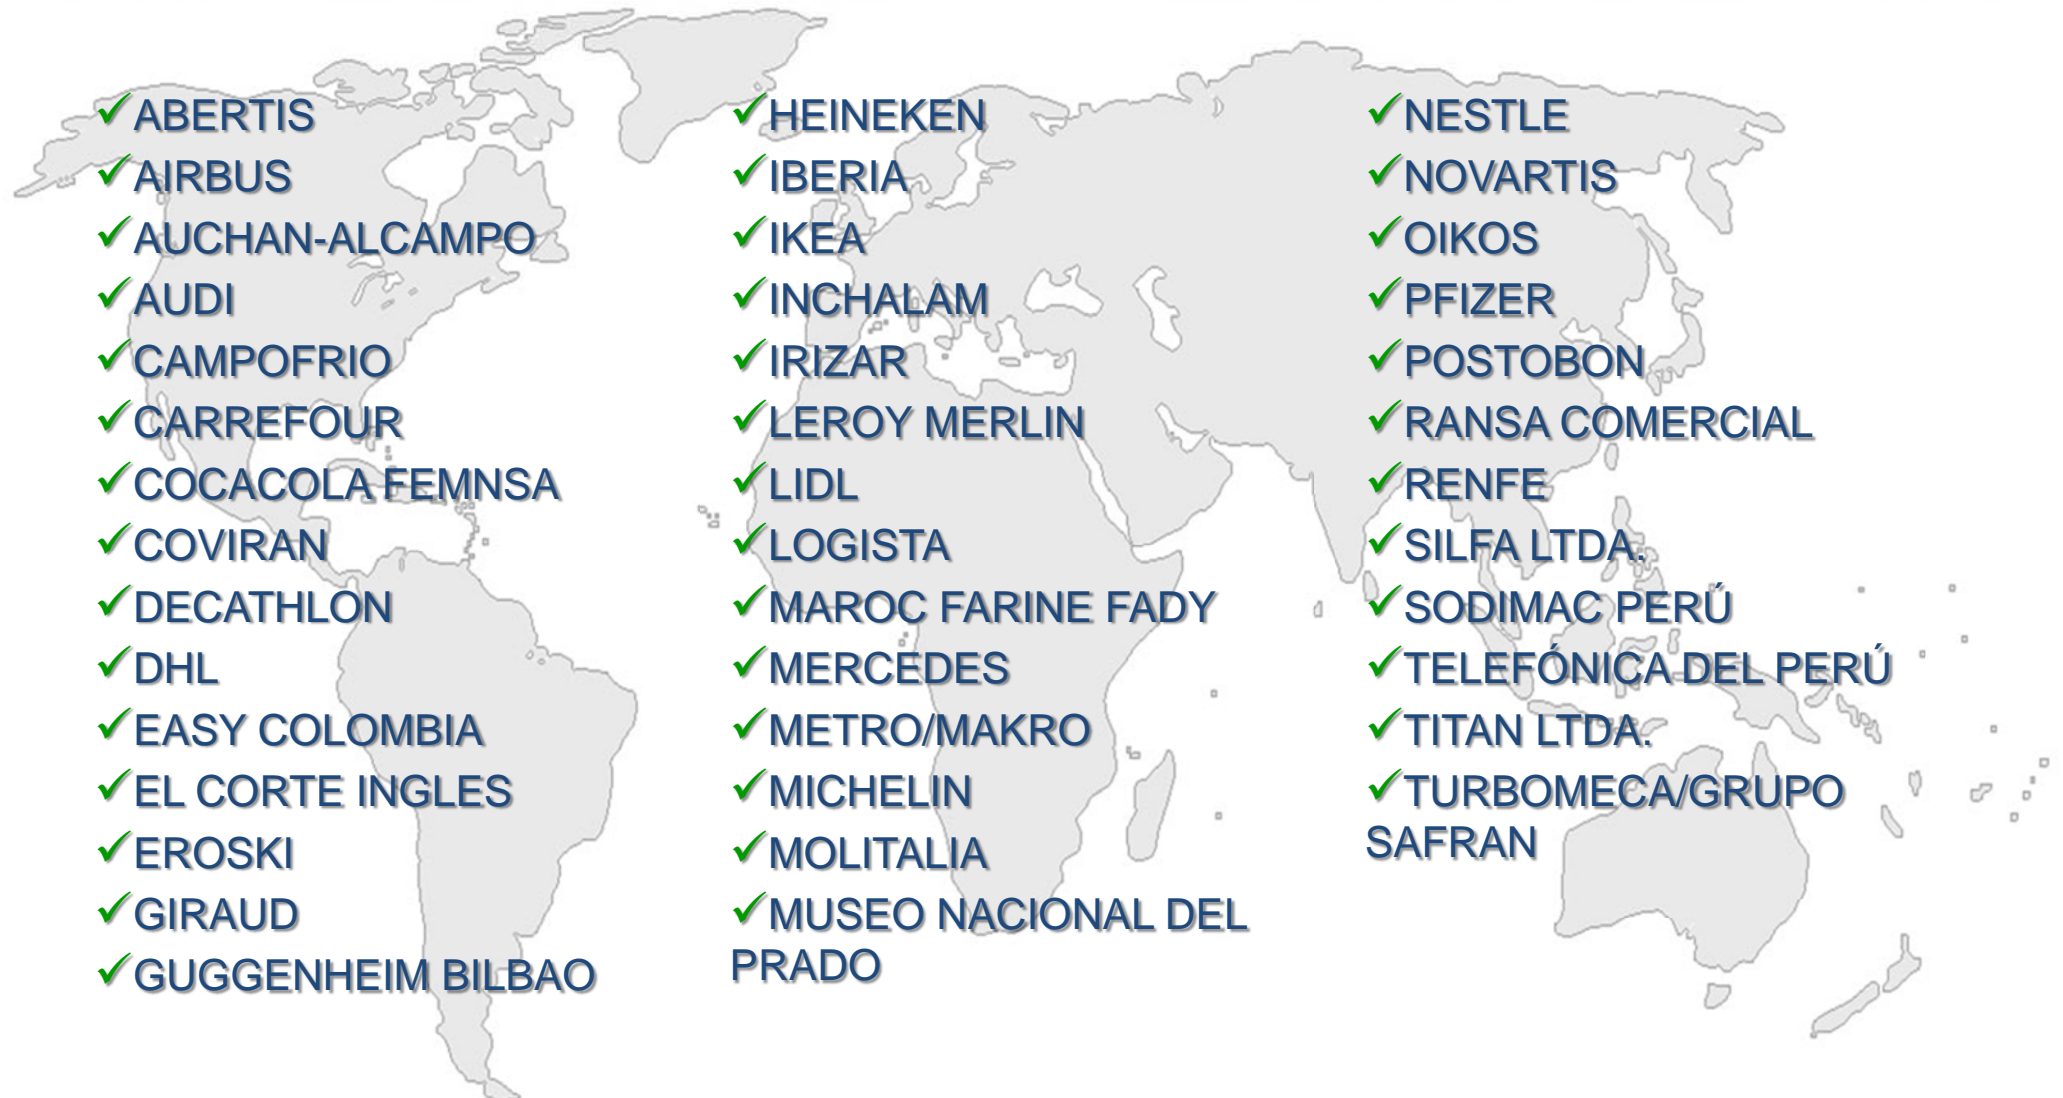 ✓ABERTIS
✓AIRBUS
✓AUCHAN-ALCAMPO
✓AUDI
✓CAMPOFRIO
✓CARREFOUR
✓COCACOLA FEMNSA
✓COVIRAN
✓DECATHLON
✓DHL
✓EASY COLOMBIA
✓EL CORTE INGLES
✓EROSKI
✓GIRAUD
✓GUGGENHEIM BILBAO
✓HEINEKEN
✓IBERIA
✓IKEA
✓INCHALAM
✓IRIZAR
✓LEROY MERLIN
✓LIDL
✓LOGISTA
✓MAROC FARINE FADY
✓MERCEDES
✓METRO/MAKRO
✓MICHELIN
✓MOLITALIA
✓MUSEO NACIONAL DEL
PRADO
✓NESTLE
✓NOVARTIS
✓OIKOS
✓PFIZER
✓POSTOBON
✓RANSA COMERCIAL
✓RENFE
✓SILFA LTDA.
✓SODIMAC PERÚ
✓TELEFÓNICA DEL PERÚ
✓TITAN LTDA.
✓TURBOMECA/GRUPO
SAFRAN